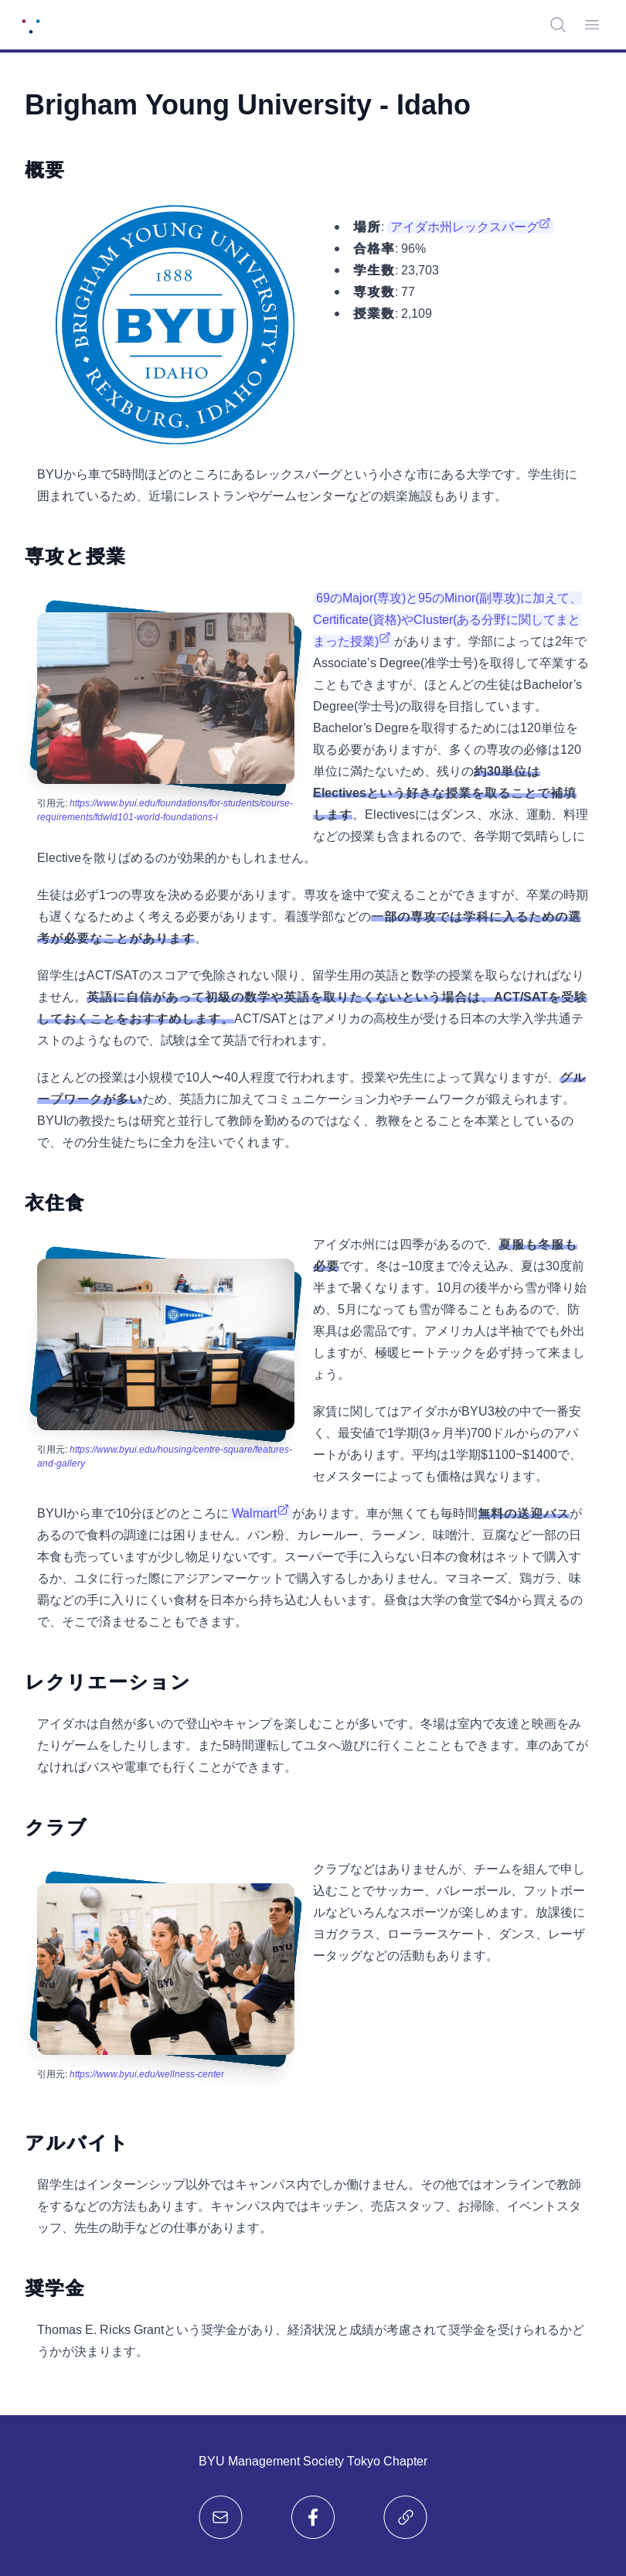 Brigham Young University - Idaho
概要
BRIGHAM YOUNG UNIVERSITY
1888
BYU
IDAHO
REXBURG, IDAHO
場所: アイダホ州レックスバーグ
合格率: 96%
学生数: 23,703
専攻数: 77
授業数: 2,109
BYUから車で5時間ほどのところにあるレックスバーグという小さな市にある大学です。学生街に
囲まれているため、近場にレストランやゲームセンターなどの娯楽施設もあります。
専攻と授業
69のMajor(専攻)と95のMinor(副専攻)に加えて、
Certificate(資格)やCluster(ある分野に関してまと
まった授業)があります。学部によっては2年で
Associate's Degree(准学士号)を取得して卒業する
こともできますが、ほとんどの生徒はBachelor's
Degree(学士号)の取得を目指しています。
Bachelor's Degreを取得するためには120単位を
取る必要がありますが、多くの専攻の必修は120
単位に満たないため、残りの約30単位は
Electivesという好きな授業を取ることで補填
します。Electivesにはダンス、水泳、運動、料理
などの授業も含まれるので、各学期で気晴らしに
引用元: https://www.byui.edu/foundations/for-students/course-
requirements/fdwld101-world-foundations-i
Electiveを散りばめるのが効果的かもしれません。
生徒は必ず1つの専攻を決める必要があります。専攻を途中で変えることができますが、卒業の時期
も遅くなるためよく考える必要があります。看護学部などの一部の専攻では学科に入るための選
考が必要なことがあります。
留学生はACT/SATのスコアで免除されない限り、留学生用の英語と数学の授業を取らなければなり
ません。英語に自信があって初級の数学や英語を取りたくないという場合は、ACT/SATを受験
しておくことをおすすめします。ACT/SATとはアメリカの高校生が受ける日本の大学入学共通テ
ストのようなもので、試験は全て英語で行われます。
ほとんどの授業は小規模で10人〜40人程度で行われます。授業や先生によって異なりますが、グル
ープワークが多いため、英語力に加えてコミュニケーション力やチームワークが鍛えられます。
BYUIの教授たちは研究と並行して教師を勤めるのではなく、教鞭をとることを本業としているの
で、その分生徒たちに全力を注いでくれます。
衣住食
BYU-IDAHO
アイダホ州には四季があるので、夏服も冬服も
必要です。冬は−10度まで冷え込み、夏は30度前
半まで暑くなります。10月の後半から雪が降り始
め、5月になっても雪が降ることもあるので、防
寒具は必需品です。アメリカ人は半袖ででも外出
しますが、極暖ヒートテックを必ず持って来ましょ
う。
家賃に関してはアイダホがBYU3校の中で一番安
く、最安値で1学期(3ヶ月半)700ドルからのアパ
ートがあります。平均は1学期$1100~$1400で、
セメスターによっても価格は異なります。
引用元: https://www.byui.edu/housing/centre-square/features-
and-gallery
BYUIから車で10分ほどのところにWalmartがあります。車が無くても毎時間無料の送迎バスが
あるので食料の調達には困りません。パン粉、カレールー、ラーメン、味噌汁、豆腐など一部の日
本食も売っていますが少し物足りないです。スーパーで手に入らない日本の食材はネットで購入す
るか、ユタに行った際にアジアンマーケットで購入するしかありません。マヨネーズ、鶏ガラ、味
覇などの手に入りにくい食材を日本から持ち込む人もいます。昼食は大学の食堂で$4から買えるの
で、そこで済ませることもできます。
レクリエーション
アイダホは自然が多いので登山やキャンプを楽しむことが多いです。冬場は室内で友達と映画をみ
たりゲームをしたりします。また5時間運転してユタへ遊びに行くことこともできます。車のあてが
なければバスや電車でも行くことができます。
クラブ
クラブなどはありませんが、チームを組んで申し
込むことでサッカー、バレーボール、フットボー
ルなどいろんなスポーツが楽しめます。放課後に
ヨガクラス、ローラースケート、ダンス、レーザ
ータッグなどの活動もあります。
引用元: https://www.byui.edu/wellness-center
アルバイト
留学生はインターンシップ以外ではキャンパス内でしか働けません。その他ではオンラインで教師
をするなどの方法もあります。キャンパス内ではキッチン、売店スタッフ、お掃除、イベントスタ
ッフ、先生の助手などの仕事があります。
奨学金
Thomas E. Ricks Grantという奨学金があり、経済状況と成績が考慮されて奨学金を受けられるかど
うかが決まります。
BYU Management Society Tokyo Chapter